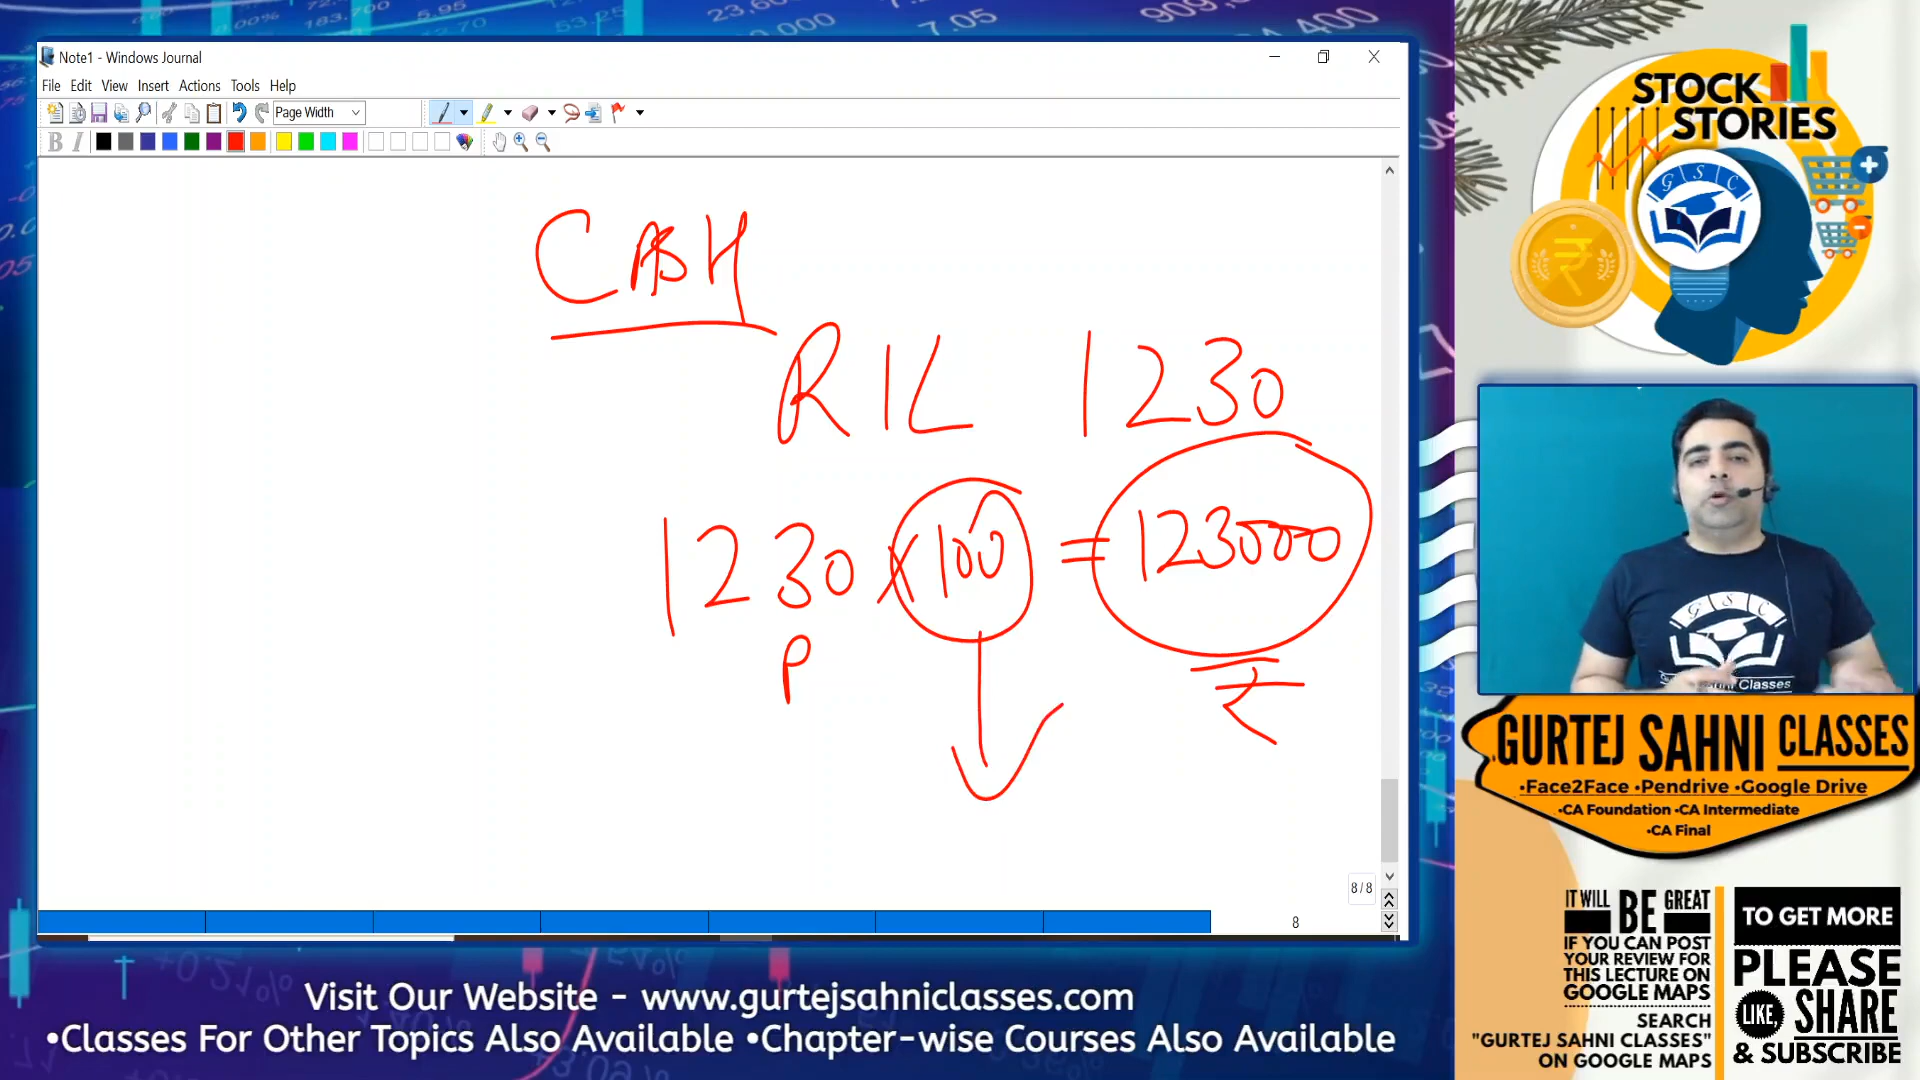 Note1 - Windows Journal
File Edit View Insert Actions Tools Help
Page Width
B I
CASH
RIL 1230
1230 × 100 = 123000
P
₹
8 / 8
8
STOCK
STORIES
G S C
₹
G S C
Classes
GURTEJ SAHNI CLASSES
•Face2Face •Pendrive •Google Drive
•CA Foundation •CA Intermediate
•CA Final
IT WILL BE GREAT
IF YOU CAN POST
YOUR REVIEW FOR
THIS LECTURE ON
GOOGLE MAPS
SEARCH
"GURTEJ SAHNI CLASSES"
ON GOOGLE MAPS
TO GET MORE
PLEASE
LIKE, SHARE
& SUBSCRIBE
Visit Our Website - www.gurtejsahniclasses.com
•Classes For Other Topics Also Available •Chapter-wise Courses Also Available